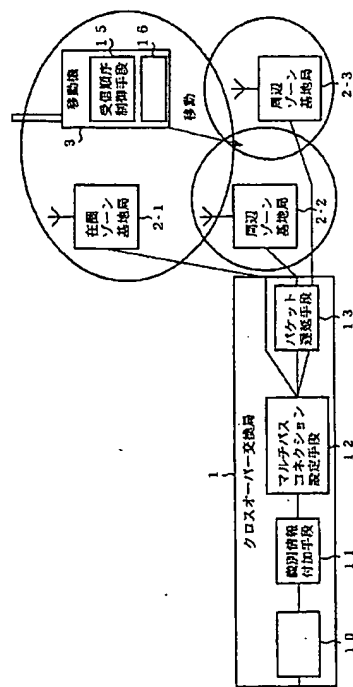 移動機
受信順序
制御手段
15
16
3
移動
在圏
ゾーン
基地局
2-1
周辺
ゾーン
基地局
2-2
周辺
ゾーン
基地局
2-3
1
クロスオーバー交換局
パケット
遅延手段
13
マルチパス
コネクション
設定手段
12
識別情報
付加手段
11
10